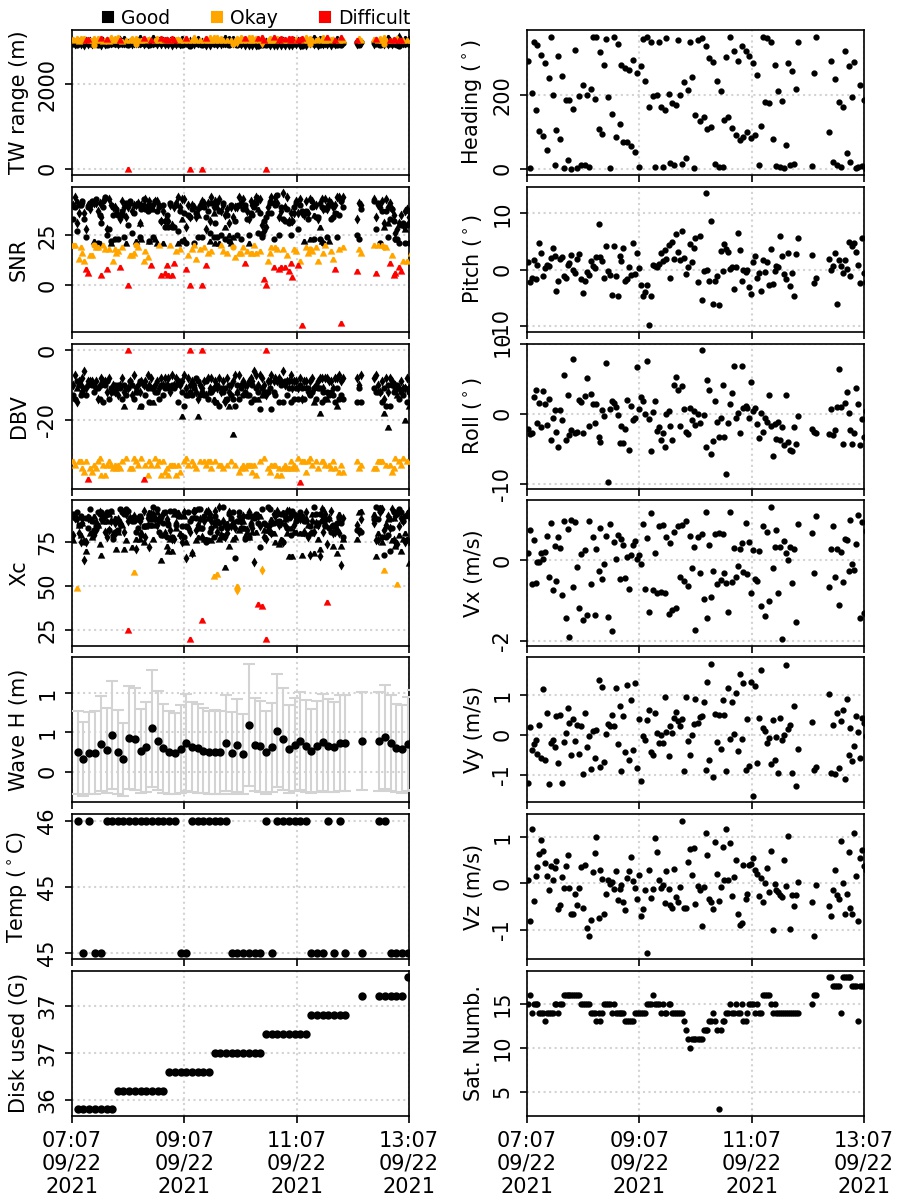 Good Okay Difficult
TW range (m)
2000
0
Heading (°)
200
0
SNR
25
0
Pitch (°)
10
0
-10
DBV
0
-20
Roll (°)
10
0
-10
Xc
75
50
25
Vx (m/s)
0
-2
Wave H (m)
1
1
0
Vy (m/s)
1
0
-1
Temp (°C)
46
45
45
Vz (m/s)
1
0
-1
Disk used (G)
37
37
36
Sat. Numb.
15
10
5
07:07 09:07 11:07 13:07 07:07 09:07 11:07 13:07
09/22 09/22 09/22 09/22 09/22 09/22 09/22 09/22
2021 2021 2021 2021 2021 2021 2021 2021